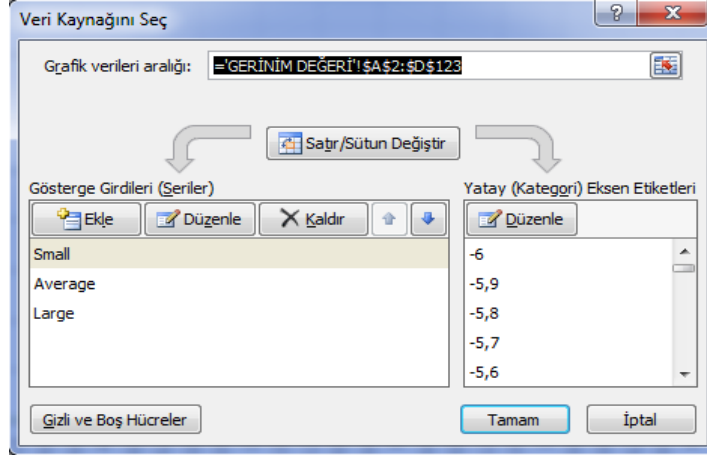 Veri Kaynağını Seç
Grafik verileri aralığı: ='GERİNİM DEĞERİ'!$A$2:$D$123
Satır/Sütun Değiştir
Gösterge Girdileri (Seriler)
Ekle Düzenle Kaldır
Small
Average
Large
Yatay (Kategori) Eksen Etiketleri
Düzenle
-6
-5,9
-5,8
-5,7
-5,6
Gizli ve Boş Hücreler
Tamam İptal